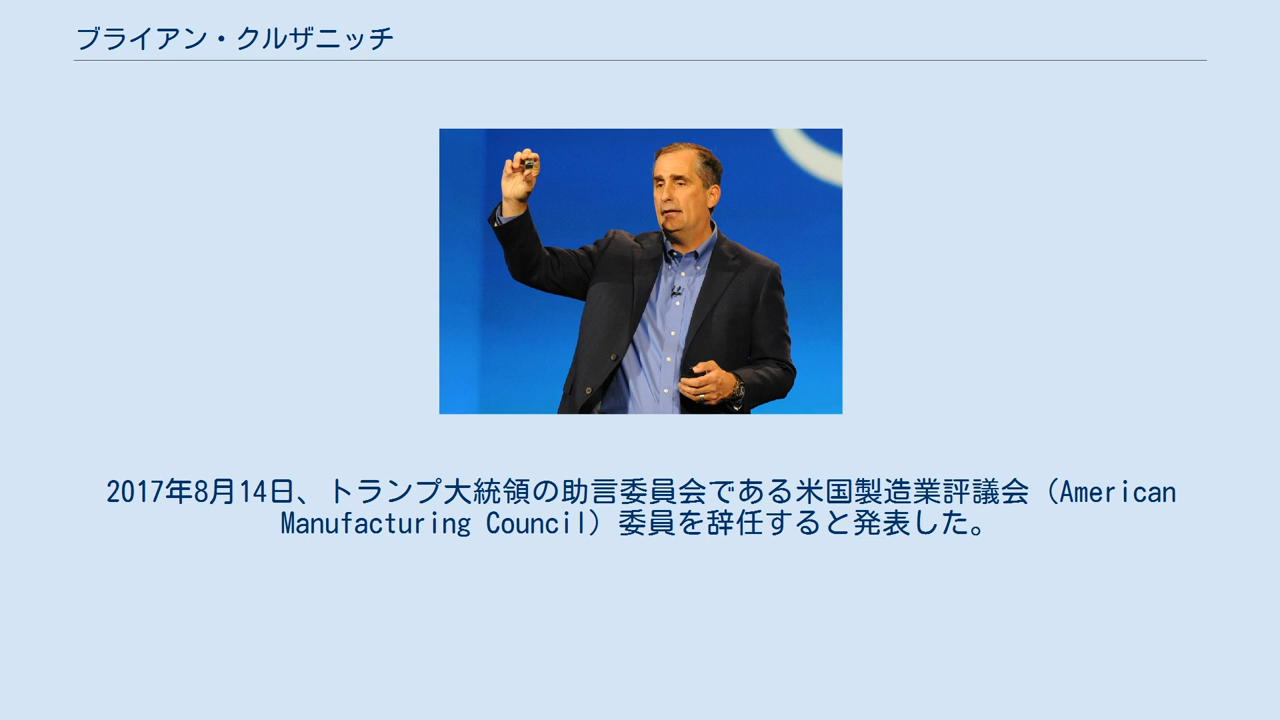 ブライアン・クルザニッチ
2017年8月14日、トランプ大統領の助言委員会である米国製造業評議会（American
Manufacturing Council）委員を辞任すると発表した。